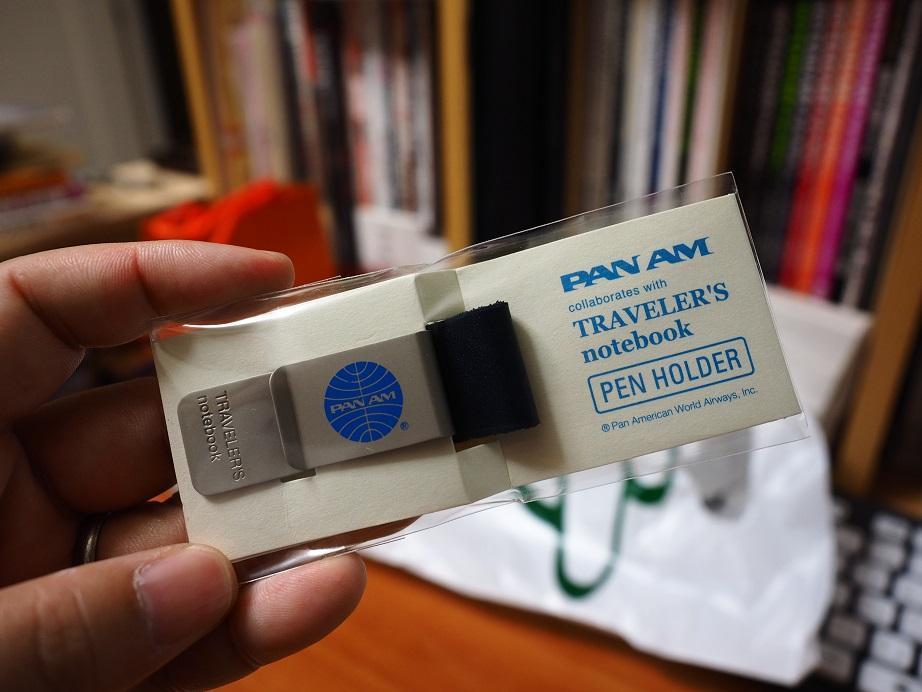 TRAVELER'S
notebook
PAN AM
®
PAN AM
collaborates with
TRAVELER'S
notebook
PEN HOLDER
® Pan American World Airways, Inc.